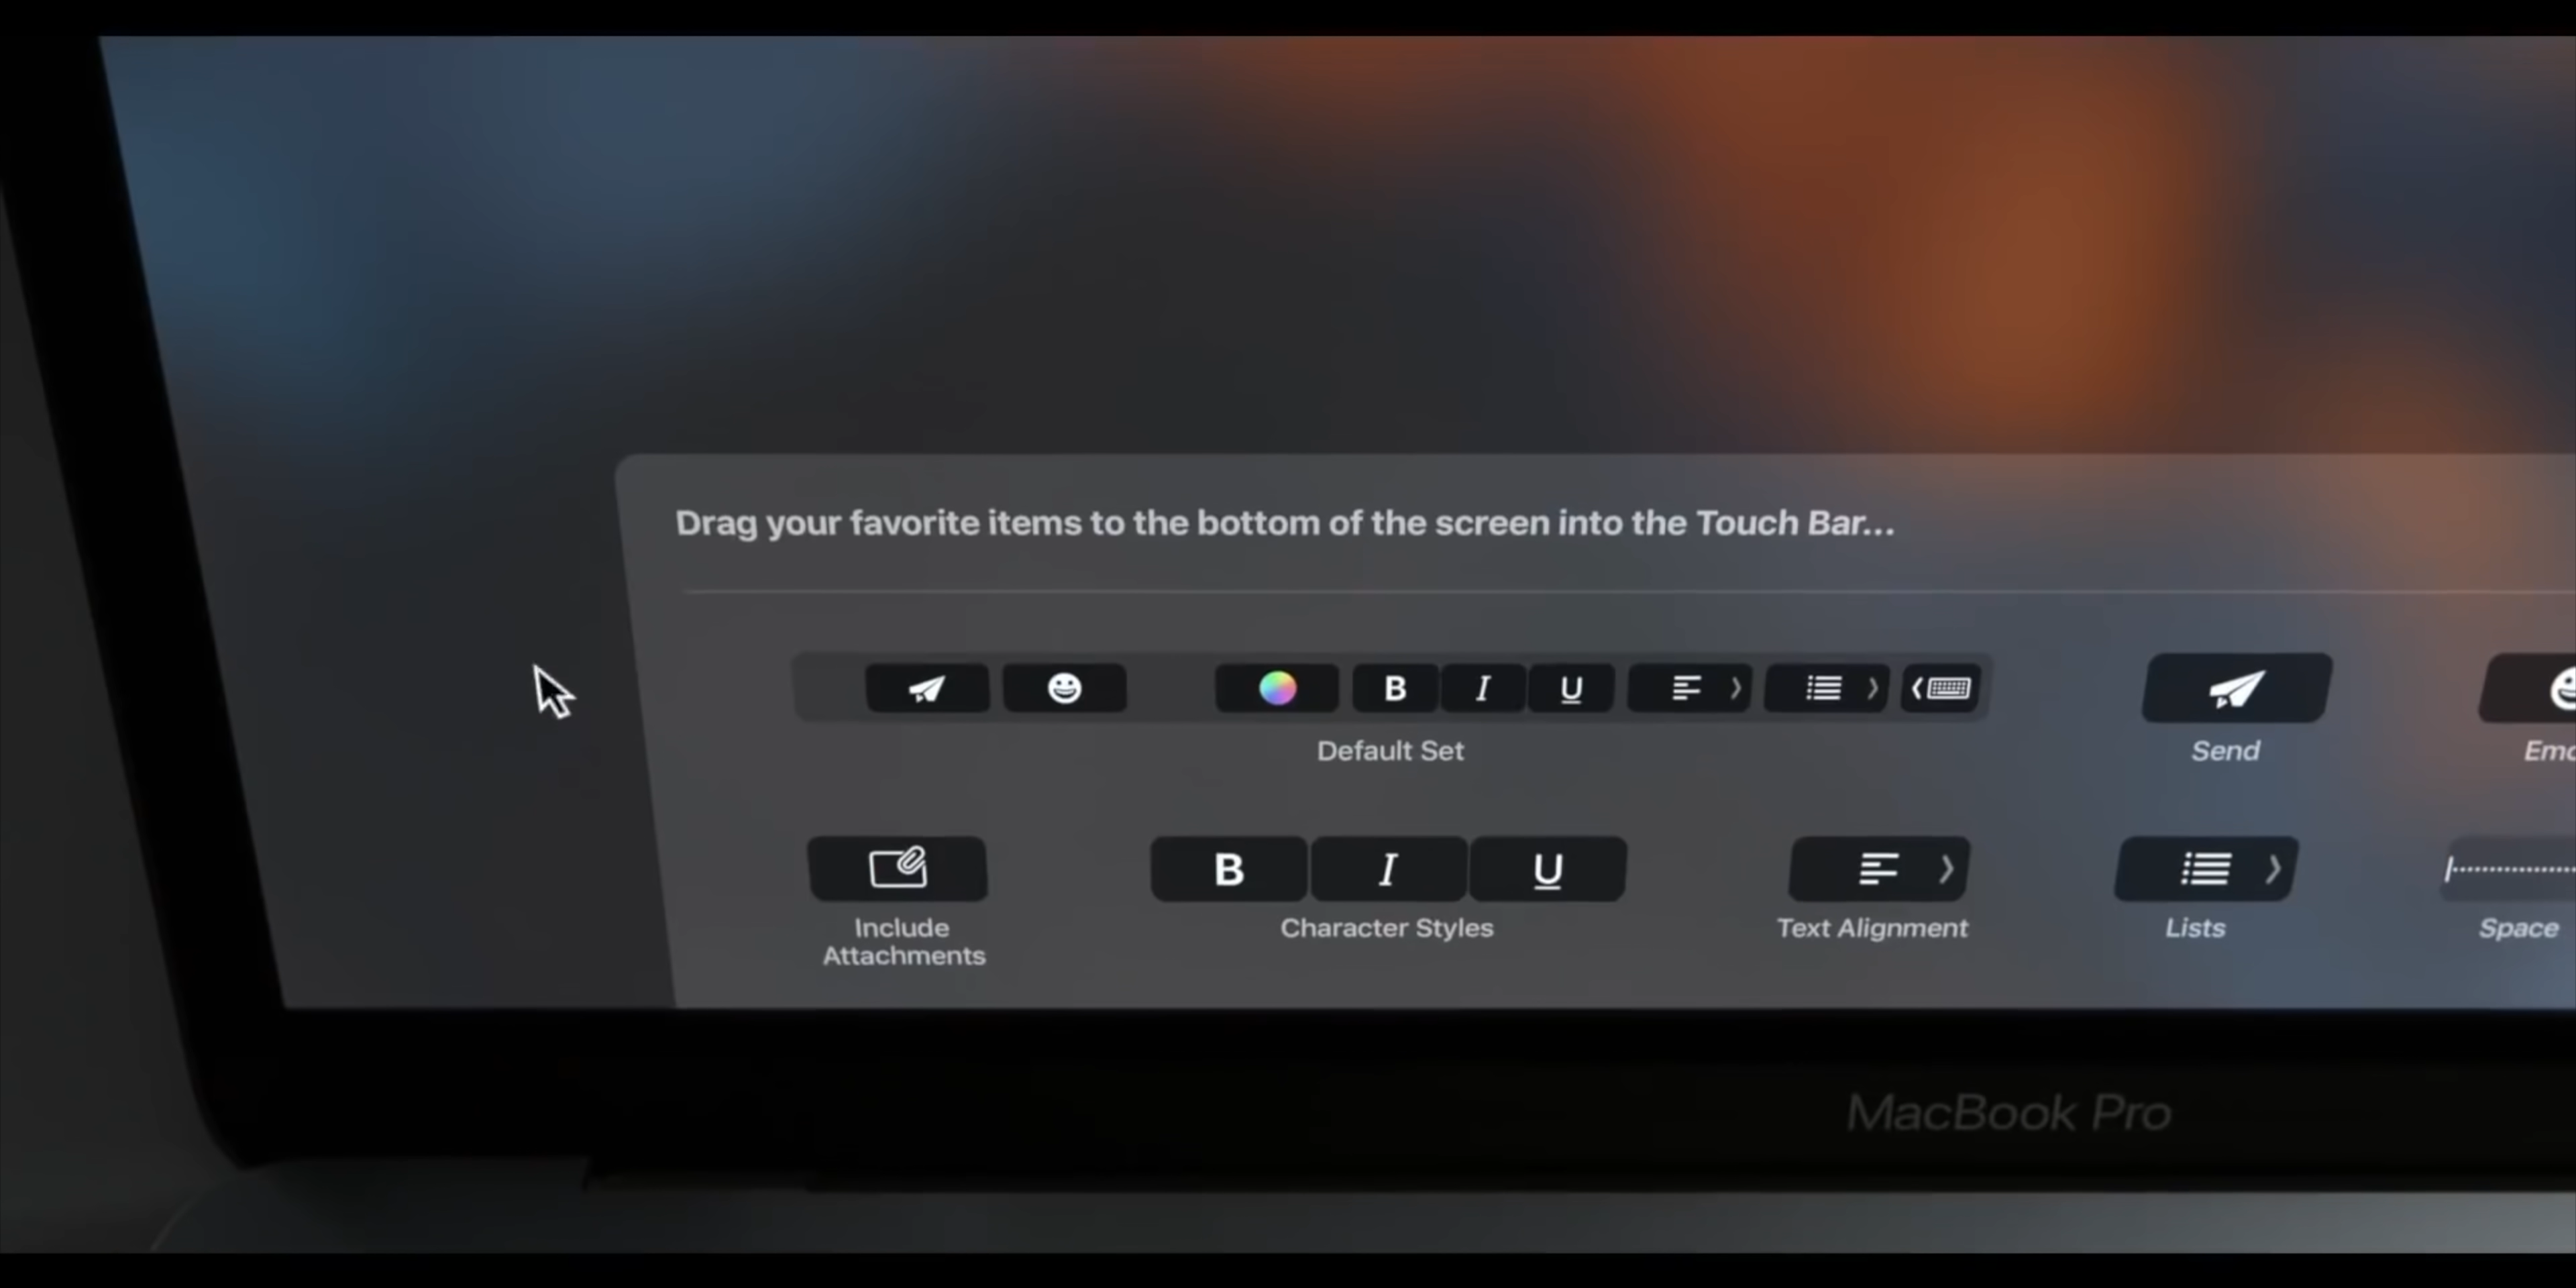 Drag your favorite items to the bottom of the screen into the Touch Bar...
B I U
Default Set
Send
Include
Attachments
B I U
Character Styles
Text Alignment
Lists
Space
MacBook Pro